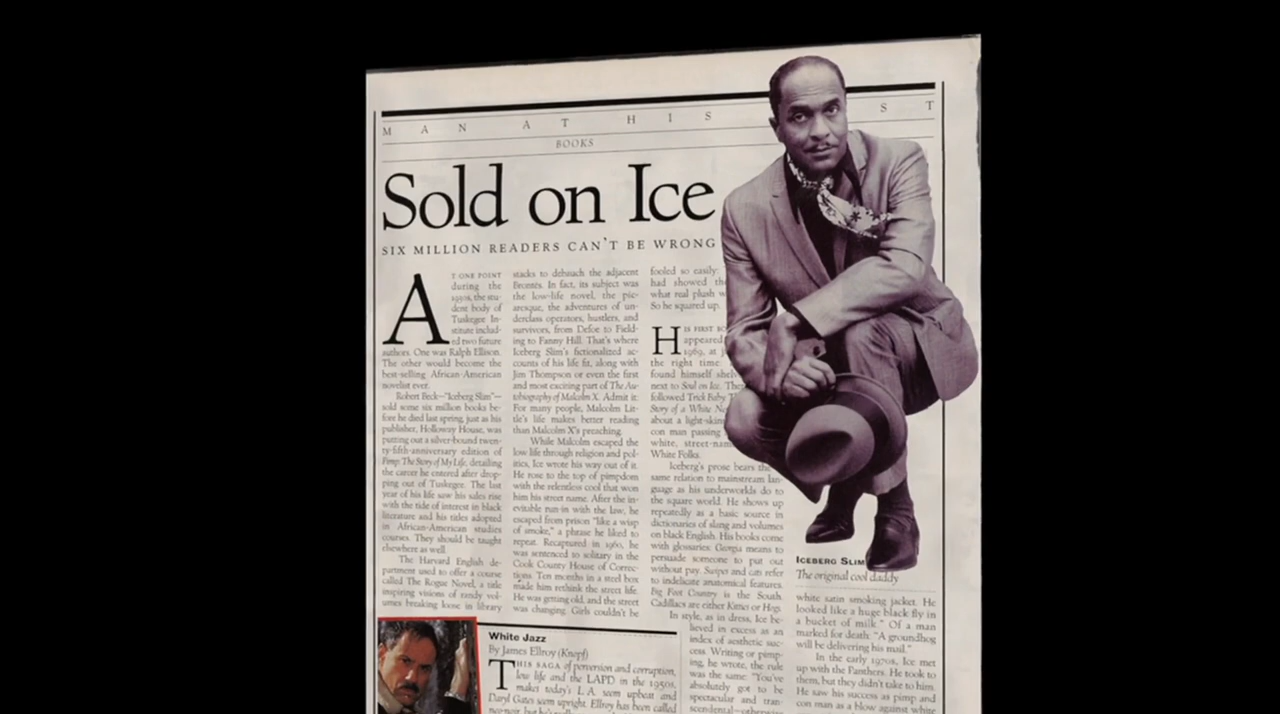 MAN AT HIS ST
BOOKS
Sold on Ice
SIX MILLION READERS CAN'T BE WRONG
AT ONE POINT
during the
1930s, the stu-
dent body of
Tuskegee In-
stitute includ-
ed two future
authors. One was Ralph Ellison.
The other would become the
best-selling African-American
novelist ever.
Robert Beck—"Iceberg Slim"—
sold some six million books be-
fore he died last spring, just as his
publisher, Holloway House, was
putting out a silver-bound twen-
ty-fifth-anniversary edition of
Pimp: The Story of My Life, detailing
the career he entered after drop-
ping out of Tuskegee. The last
year of his life saw his sales rise
with the tide of interest in black
literature and his titles adopted
in African-American studies
courses. They should be taught
elsewhere as well.
The Harvard English de-
partment used to offer a course
called The Rogue Novel, a title
inspiring visions of randy vol-
umes breaking loose in library
stacks to debauch the adjacent
Brontës. In fact, its subject was
the low-life novel, the pic-
aresque, the adventures of un-
derclass operators, hustlers, and
survivors, from Defoe to Field-
ing to Fanny Hill. That's where
Iceberg Slim's fictionalized ac-
counts of his life fit, along with
Jim Thompson or even the first
and most exciting part of The Au-
tobiography of Malcolm X. Admit it:
For many people, Malcolm Lit-
tle's life makes better reading
than Malcolm X's preaching.
While Malcolm escaped the
low life through religion and pol-
itics, Ice wrote his way out of it.
He rose to the top of pimpdom
with the relentless cool that won
him his street name. After the in-
evitable run-in with the law, he
escaped from prison "like a wisp
of smoke," a phrase he liked to
repeat. Recaptured in 1960, he
was sentenced to solitary in the
Cook County House of Correc-
tions. Ten months in a steel box
made him rethink the street life.
He was getting old, and the street
was changing. Girls couldn't be
fooled so easily:
had showed the
what real plush w
So he squared up.
HIS FIRST
appeared
1969, at j
the right time:
found himself shelv
next to Soul on Ice. The
followed Trick Baby: T
Story of a White Ne
about a light-skin
con man passing
white, street-nam
White Folks.
Iceberg's prose bears the
same relation to mainstream lan-
guage as his underworlds do to
the square world. He shows up
repeatedly as a basic source in
dictionaries of slang and volumes
on black English. His books come
with glossaries: Georgia means to
persuade someone to put out
without pay. Swipes and cats refer
to indelicate anatomical features.
Big Foot Country is the South.
Cadillacs are either Kitties or Hogs.
In style, as in dress, Ice be-
lieved in excess as an
index of aesthetic suc-
cess. Writing or pimp-
ing, he wrote, the rule
was the same: "You've
absolutely got to be
spectacular and tran-
scendental—otherwise
ICEBERG SLIM
The original cool daddy
white satin smoking jacket. He
looked like a huge black fly in
a bucket of milk." Of a man
marked for death: "A groundhog
will be delivering his mail."
In the early 1970s, Ice met
up with the Panthers. He took to
them, but they didn't take to him.
He saw his success as pimp and
con man as a blow against white
White Jazz
By James Ellroy (Knopf)
THIS SAGA of perversion and corruption,
low life and the LAPD in the 1950s,
makes today's L.A. seem upbeat and
Daryl Gates seem upright. Ellroy has been called
neo-noir, but he's